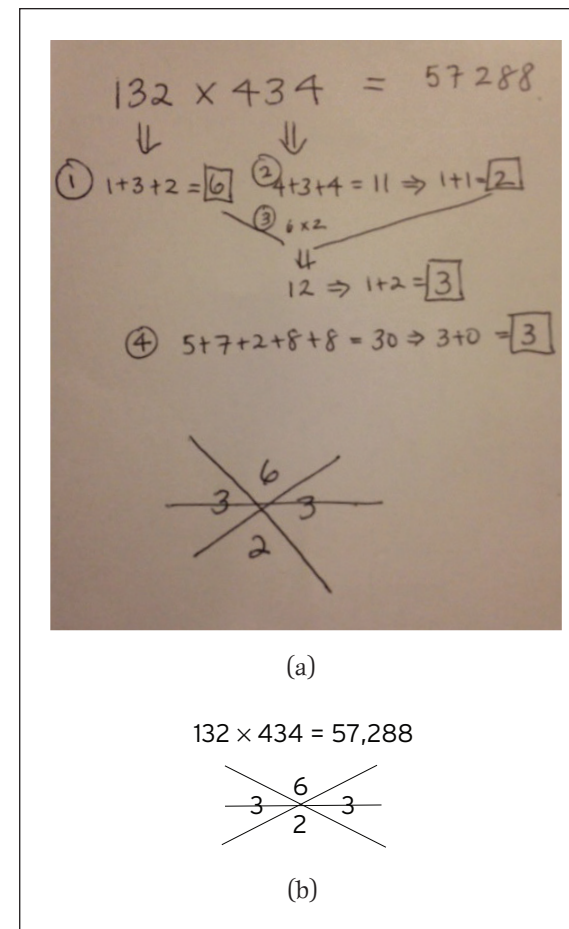 132 × 434 = 57288
⇓ ⇓
① 1+3+2 = 6 ② 4+3+4 = 11 ⇒ 1+1=2
③ 6×2
⇓
12 ⇒ 1+2 = 3
④ 5+7+2+8+8 = 30 ⇒ 3+0 = 3
6
3 3
2
(a)
132 × 434 = 57,288
6
3 3
2
(b)